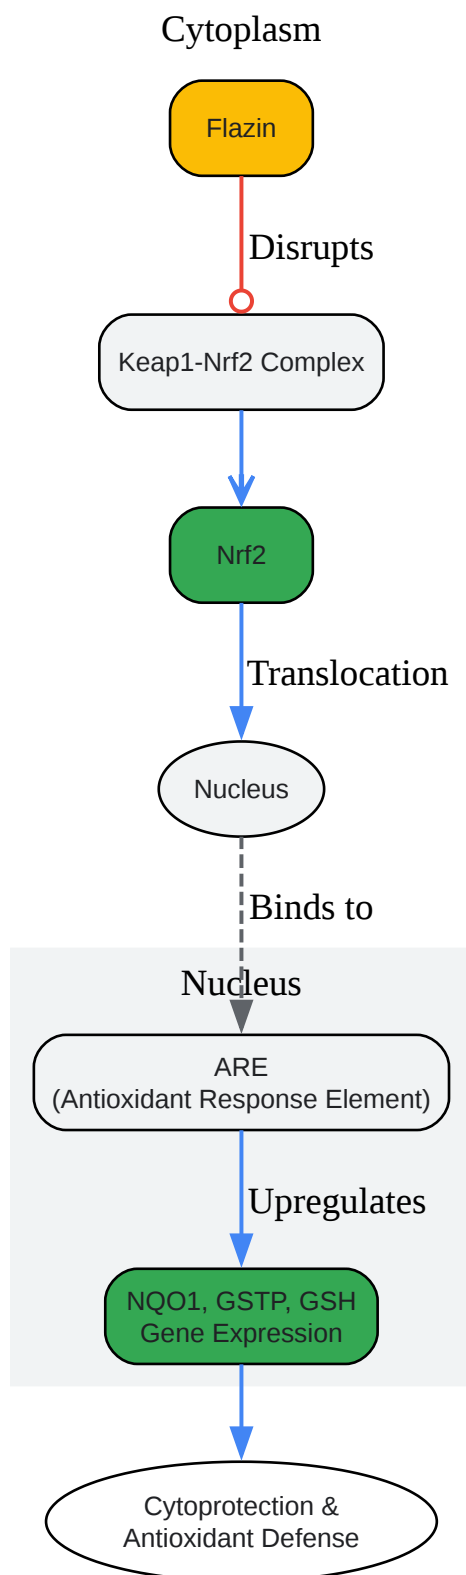 Cytoplasm
Flazin
Disrupts
Keap1-Nrf2 Complex
Nrf2
Translocation
Nucleus
Binds to
Nucleus
ARE
(Antioxidant Response Element)
Upregulates
NQO1, GSTP, GSH
Gene Expression
Cytoprotection &
Antioxidant Defense